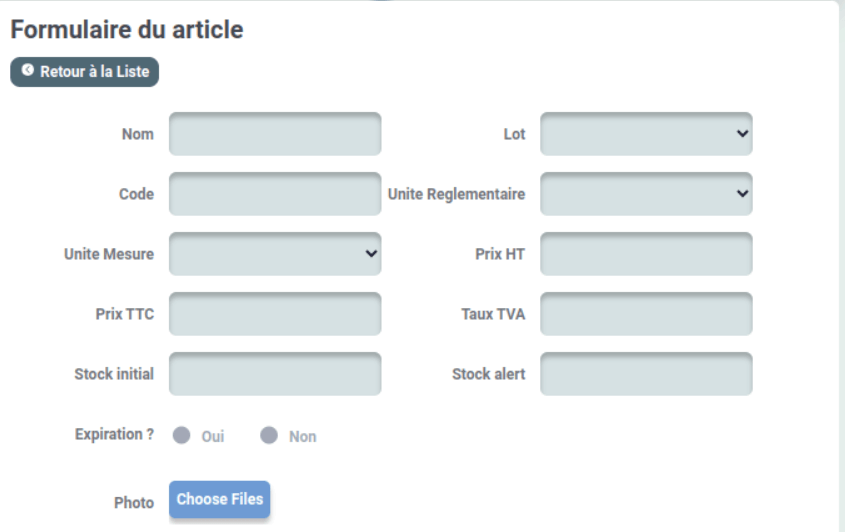 Formulaire du article
Retour à la Liste
Nom
Lot
Code
Unite Reglementaire
Unite Mesure
Prix HT
Prix TTC
Taux TVA
Stock initial
Stock alert
Expiration ? Oui Non
Photo Choose Files